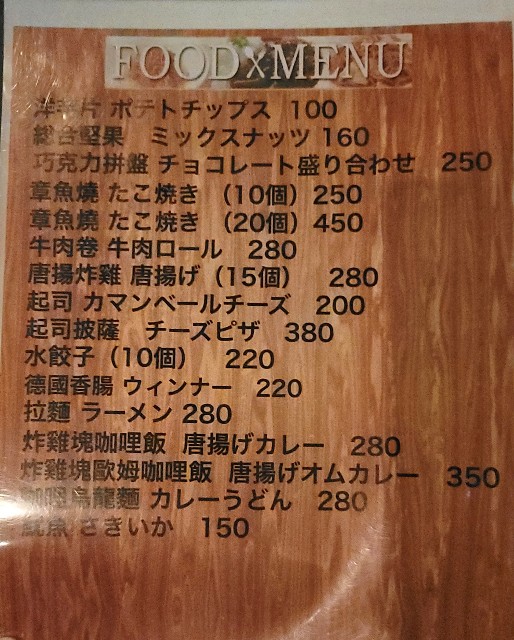 FOOD×MENU
洋芋片 ポテトチップス 100
総合堅果 ミックスナッツ 160
巧克力拼盤 チョコレート盛り合わせ 250
章魚燒 たこ焼き (10個) 250
章魚燒 たこ焼き (20個) 450
牛肉卷 牛肉ロール 280
唐揚炸雞 唐揚げ (15個) 280
起司 カマンベールチーズ 200
起司披薩 チーズピザ 380
水餃子 (10個) 220
德國香腸 ウィンナー 220
拉麵 ラーメン 280
炸雞塊咖哩飯 唐揚げカレー 280
炸雞塊歐姆咖哩飯 唐揚げオムカレー 350
咖哩烏龍麵 カレーうどん 280
魷魚 さきいか 150